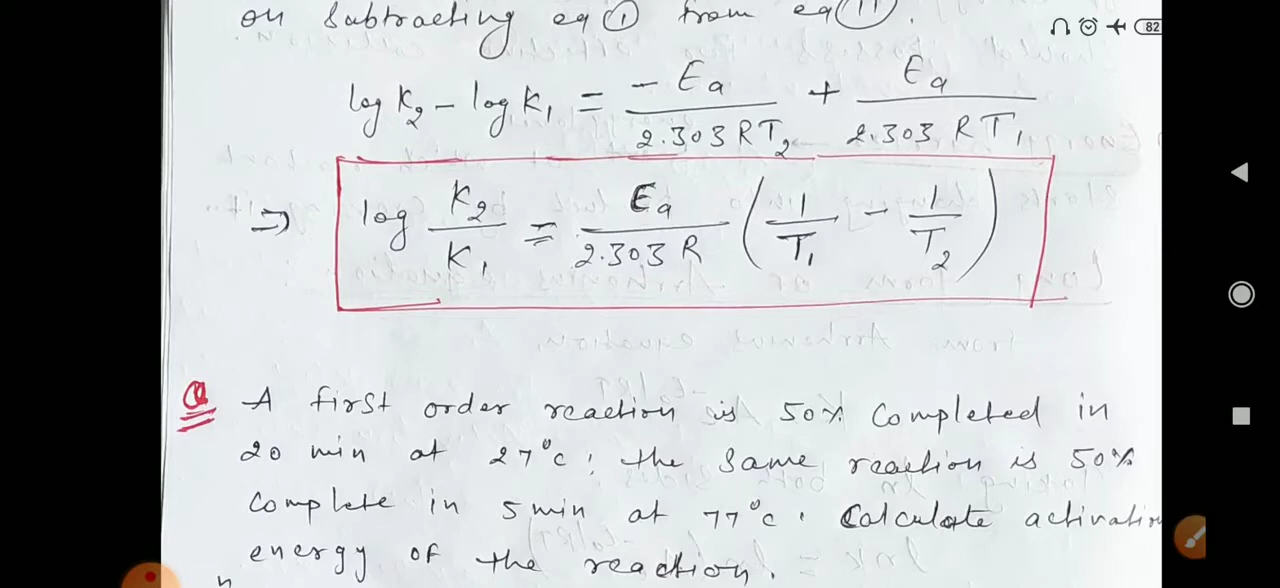 on subtracting eq (I) from eq (II).
82
log K₂ - log K₁ = - Ea / 2.303 RT₂ + Ea / 2.303 RT₁
⇒ log K₂ / K₁ = Ea / 2.303 R ( 1 / T₁ - 1 / T₂ )
Q A first order reaction is 50% Completed in
20 min at 27°c; the same reaction is 50%
Complete in 5 min at 77°c. Calculate activation
energy of the reaction.